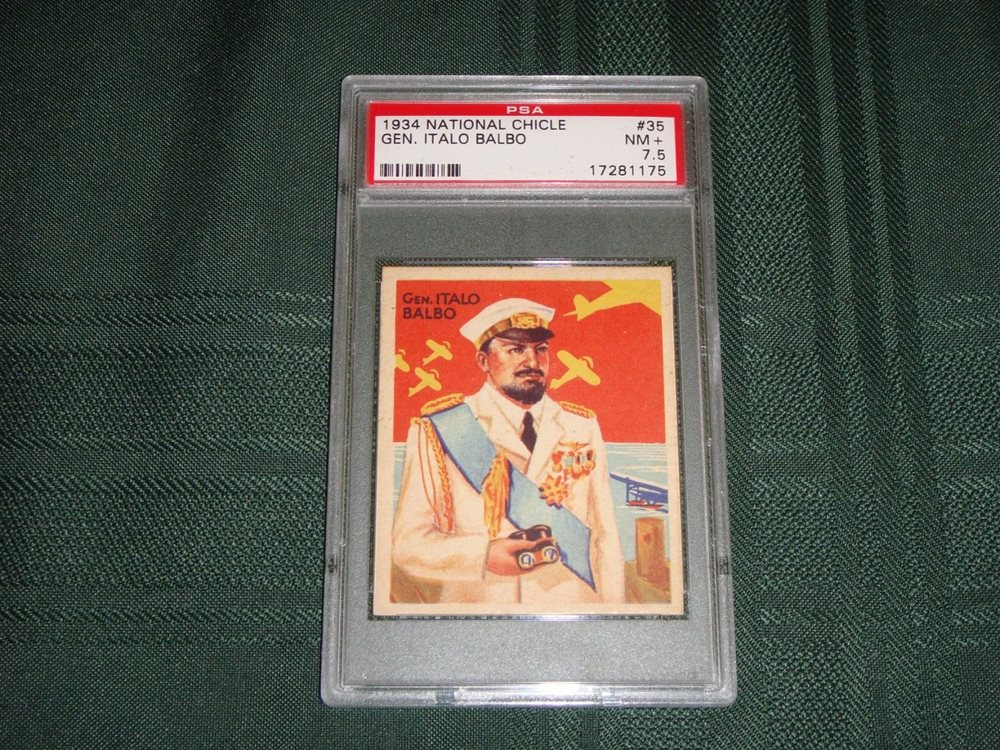 PSA
1934 NATIONAL CHICLE #35
GEN. ITALO BALBO NM+
7.5
17281175
GEN. ITALO
BALBO